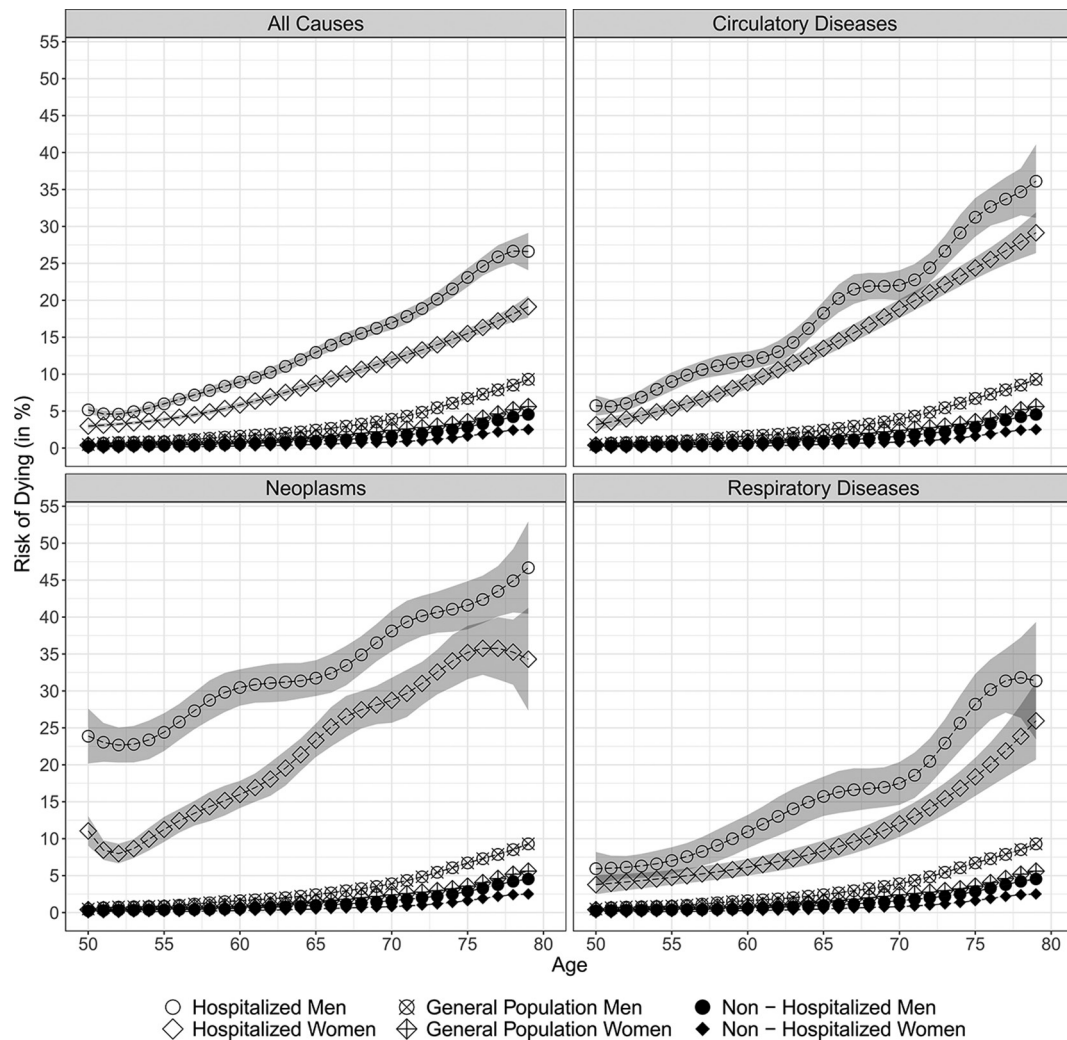 All Causes
Circulatory Diseases
55
50
45
40
35
30
25
20
15
10
5
0
Neoplasms
Respiratory Diseases
55
50
45
40
35
30
25
20
15
10
5
0
Risk of Dying (in %)
50 55 60 65 70 75 80
50 55 60 65 70 75 80
Age
Hospitalized Men
General Population Men
Non − Hospitalized Men
Hospitalized Women
General Population Women
Non − Hospitalized Women